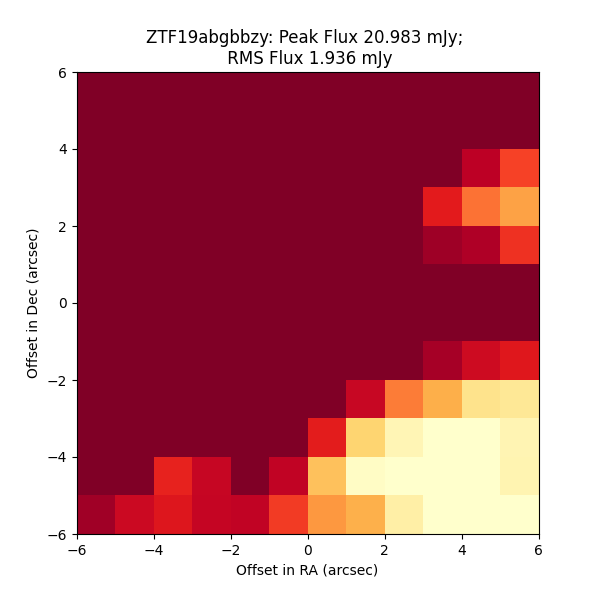 ZTF19abgbbzy: Peak Flux 20.983 mJy;
RMS Flux 1.936 mJy
6
4
2
0
−2
−4
−6
Offset in Dec (arcsec)
−6 −4 −2 0 2 4 6
Offset in RA (arcsec)